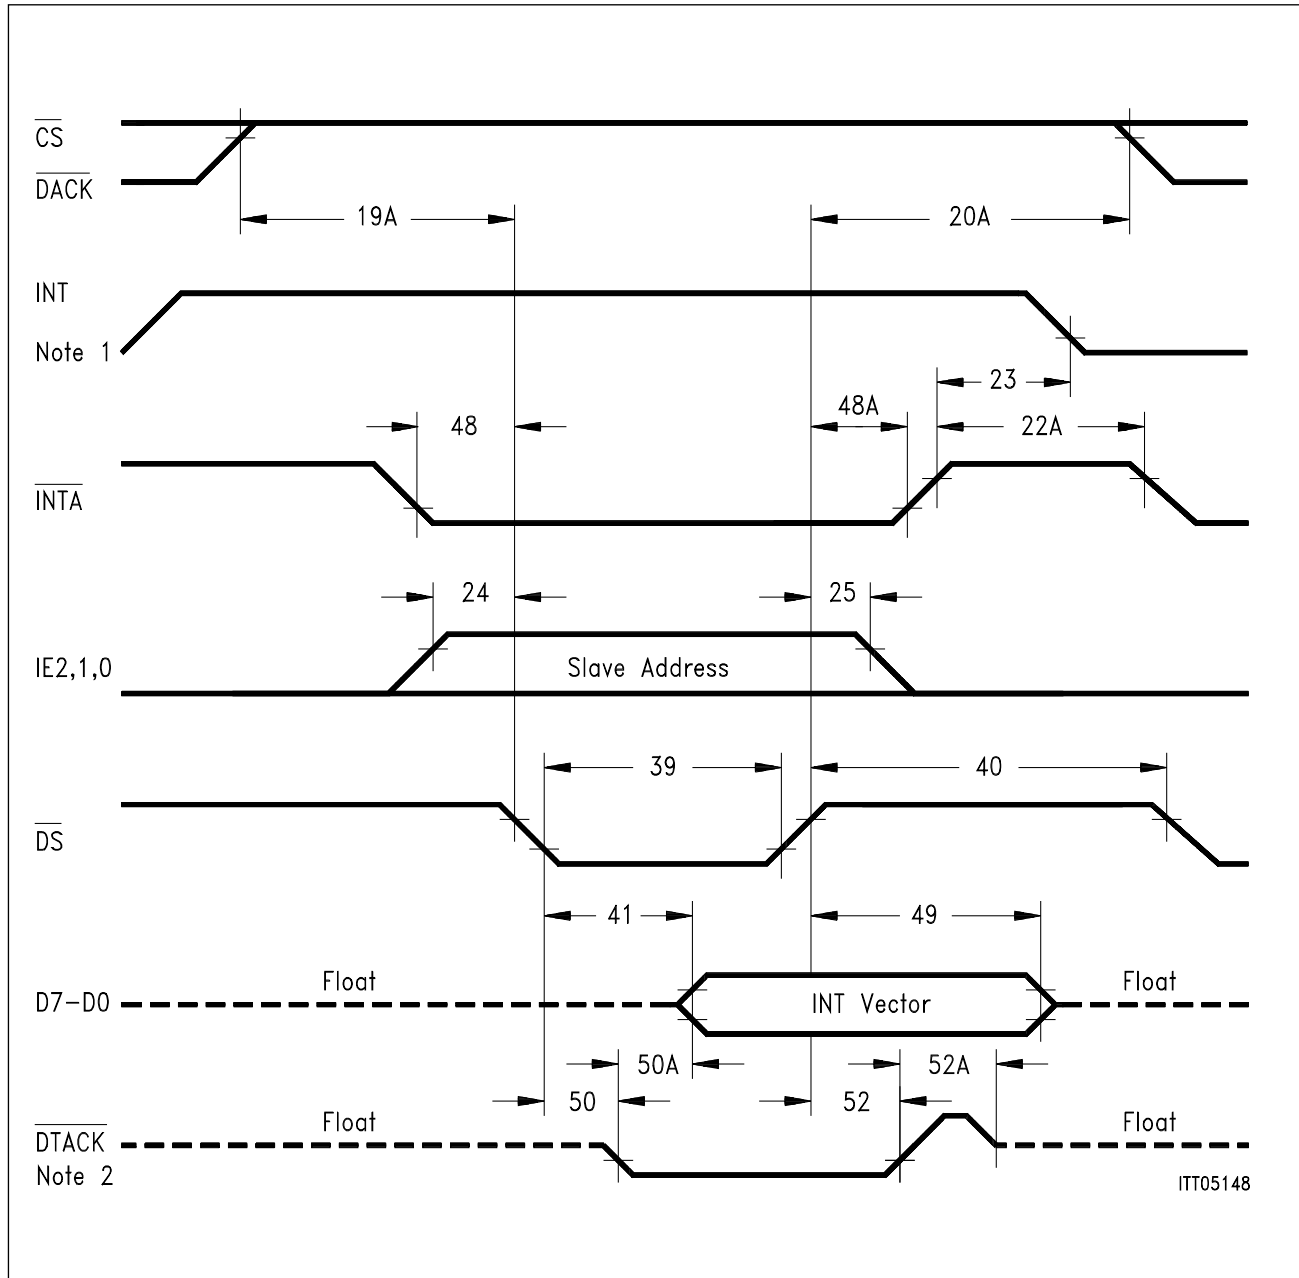 CS
DACK
19A
20A
INT
Note 1
23
48
48A
22A
INTA
24
25
IE2,1,0
Slave Address
39
40
DS
41
49
Float
Float
D7-D0
INT Vector
50A
52A
50
52
Float
Float
DTACK
Note 2
ITT05148